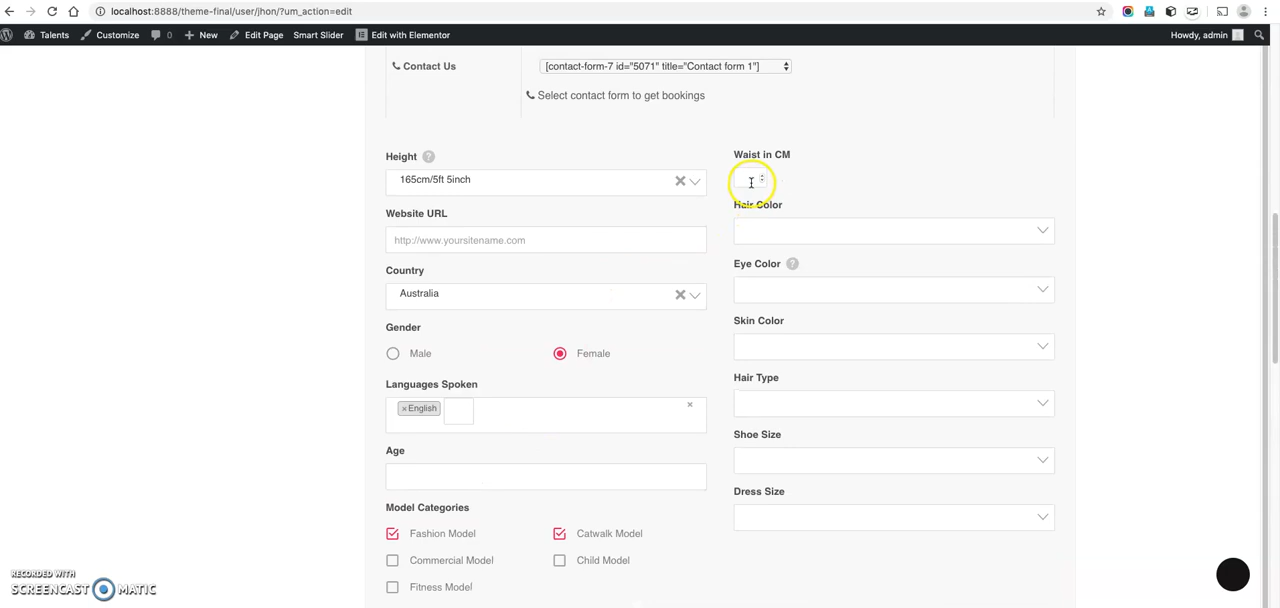 localhost:8888/theme-final/user/jhon/?um_action=edit
Talents Customize 0 New Edit Page Smart Slider Edit with Elementor Howdy, admin
Contact Us
[contact-form-7 id="5071" title="Contact form 1"]
Select contact form to get bookings
Height ?
165cm/5ft 5inch
Website URL
http://www.yoursitename.com
Country
Australia
Gender
Male Female
Languages Spoken
×English ×
Age
Model Categories
Fashion Model Catwalk Model
Commercial Model Child Model
Fitness Model
Waist in CM
Hair Color
Eye Color ?
Skin Color
Hair Type
Shoe Size
Dress Size
RECORDED WITH
SCREENCAST MATIC